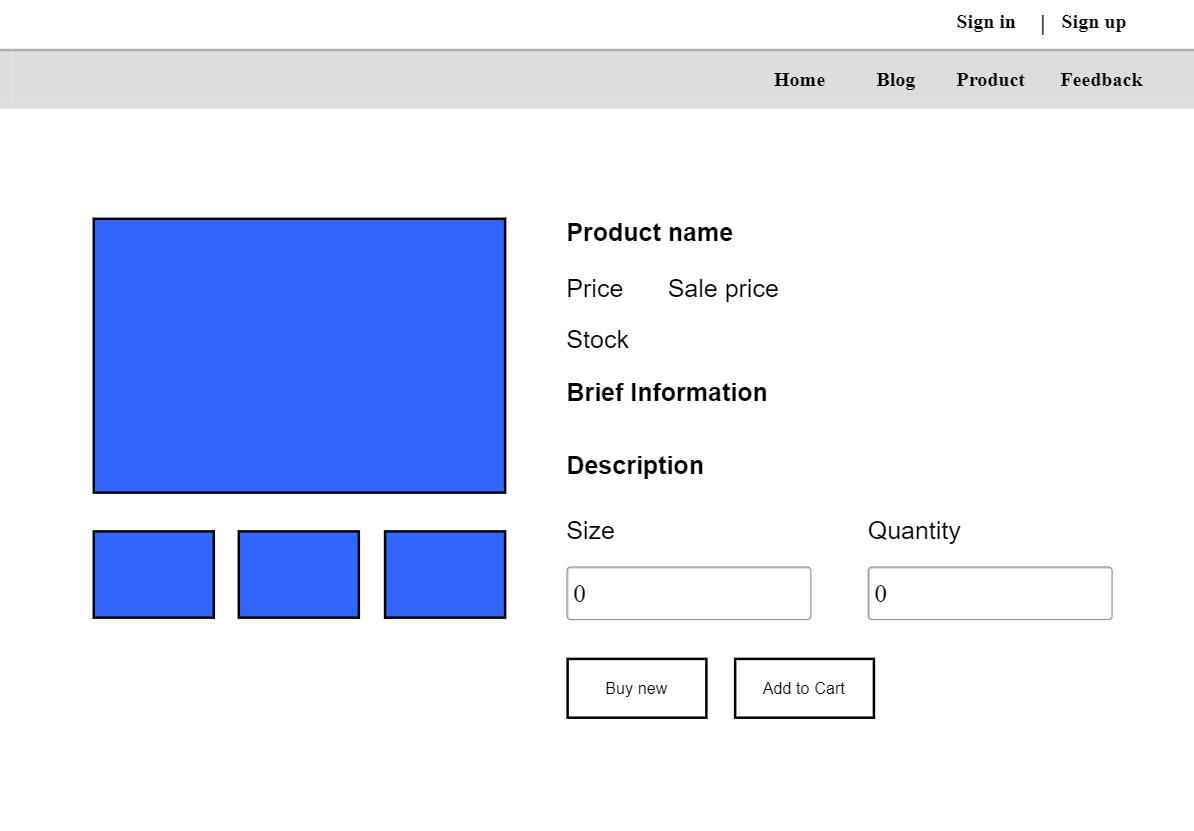 Sign in | Sign up
Home Blog Product Feedback
Product name
Price Sale price
Stock
Brief Information
Description
Size Quantity
0 0
Buy new Add to Cart